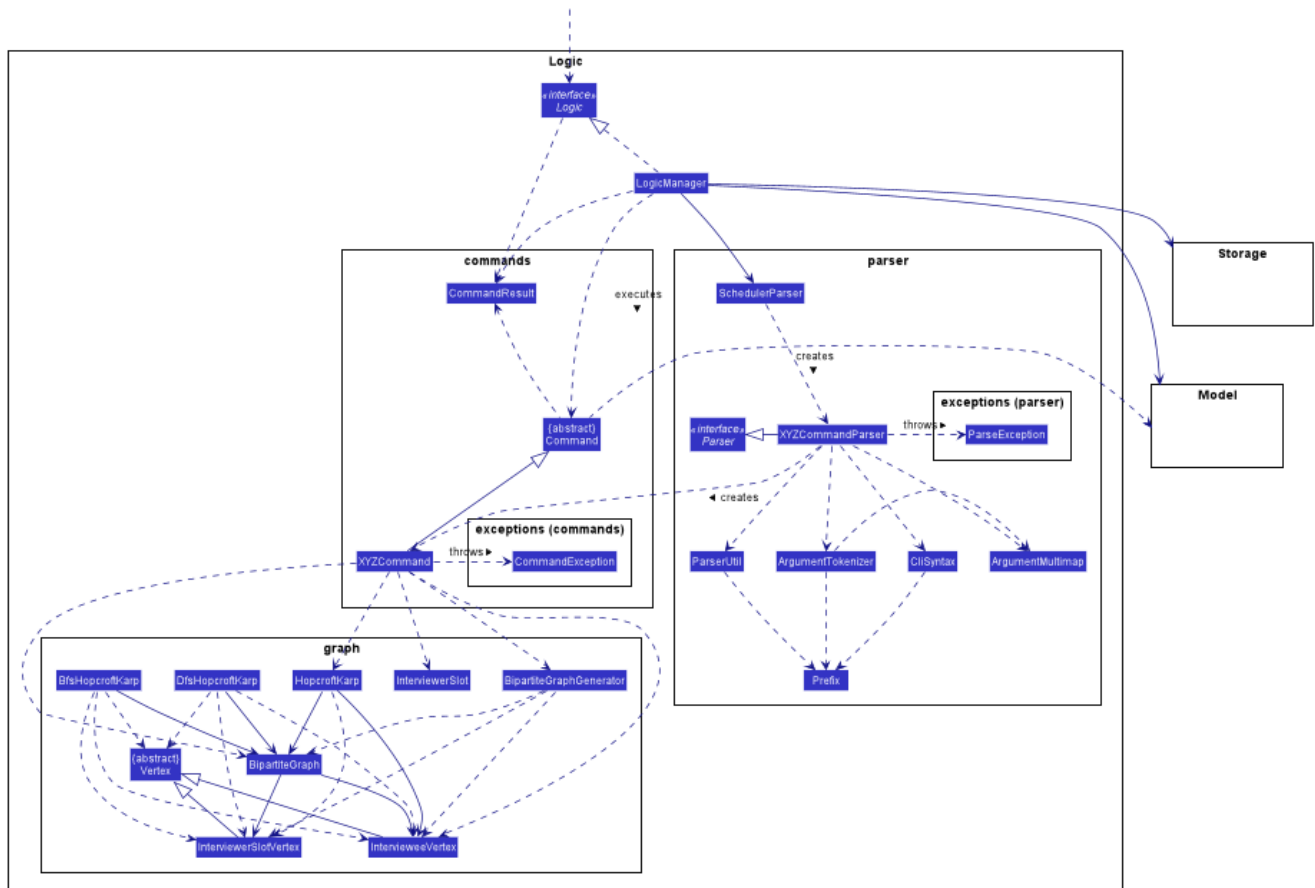 Logic
«interface»
Logic
LogicManager
commands
parser
Storage
CommandResult
executes
▼
SchedulerParser
creates
▼
Model
{abstract}
Command
«interface»
Parser
XYZCommandParser
throws ►
exceptions (parser)
ParseException
◄ creates
exceptions (commands)
XYZCommand
throws ►
CommandException
ParserUtil
ArgumentTokenizer
CliSyntax
ArgumentMultimap
graph
BfsHopcroftKarp
DfsHopcroftKarp
HopcroftKarp
InterviewerSlot
BipartiteGraphGenerator
Prefix
{abstract}
Vertex
BipartiteGraph
InterviewerSlotVertex
IntervieweeVertex